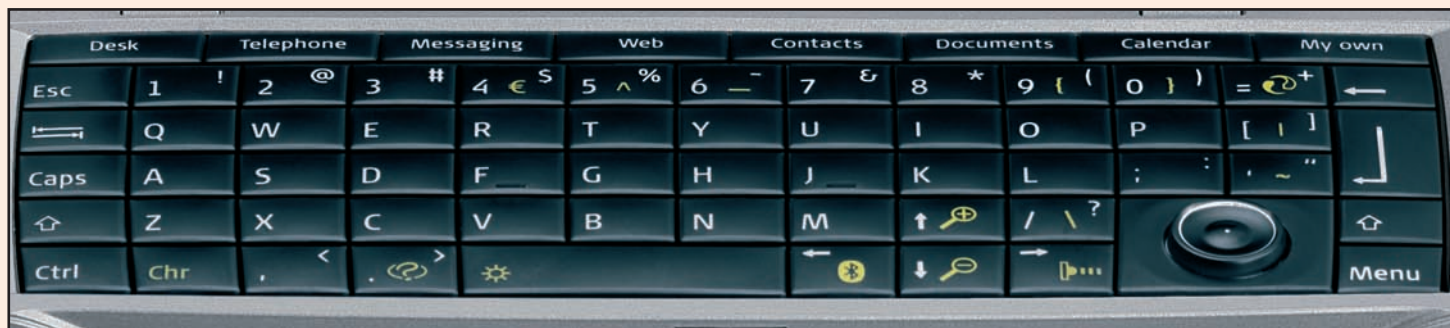 Desk Telephone Messaging Web Contacts Documents Calendar My own
Esc 1 ! 2 @ 3 # 4 € $ 5 ^ % 6 _ - 7 & 8 * 9 { ( 0 } ) = +
Q W E R T Y U I O P [ | ]
Caps A S D F G H J K L ; : ' ~ "
Z X C V B N M / \ ?
Ctrl Chr , < . > Menu